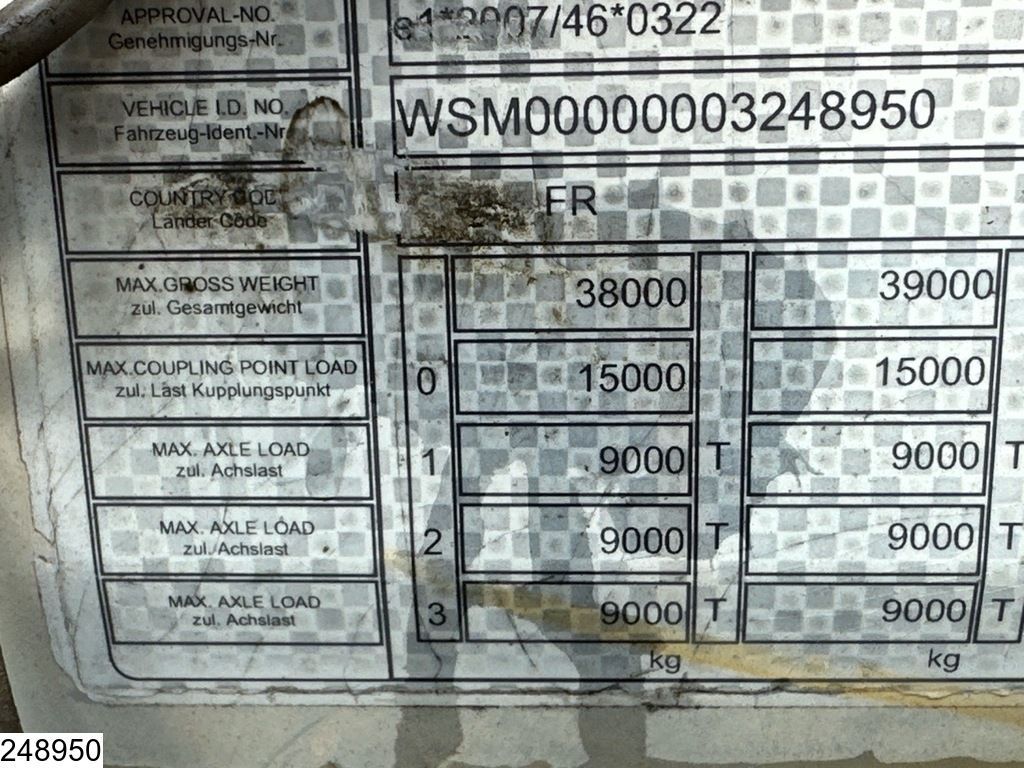 APPROVAL-NO. e1*2007/46*0322
Genehmigungs-Nr.
VEHICLE I.D. NO. WSM00000003248950
Fahrzeug-Ident.-Nr
COUNTRY CODE FR
Länder-Code
MAX.GROSS WEIGHT 38000 39000
zul. Gesamtgewicht
MAX.COUPLING POINT LOAD 0 15000 15000
zul. Last Kupplungspunkt
MAX. AXLE LOAD 1 9000 T 9000 T
zul. Achslast
MAX. AXLE LOAD 2 9000 T 9000 T
zul. Achslast
MAX. AXLE LOAD 3 9000 T 9000 T
zul. Achslast
kg kg
248950